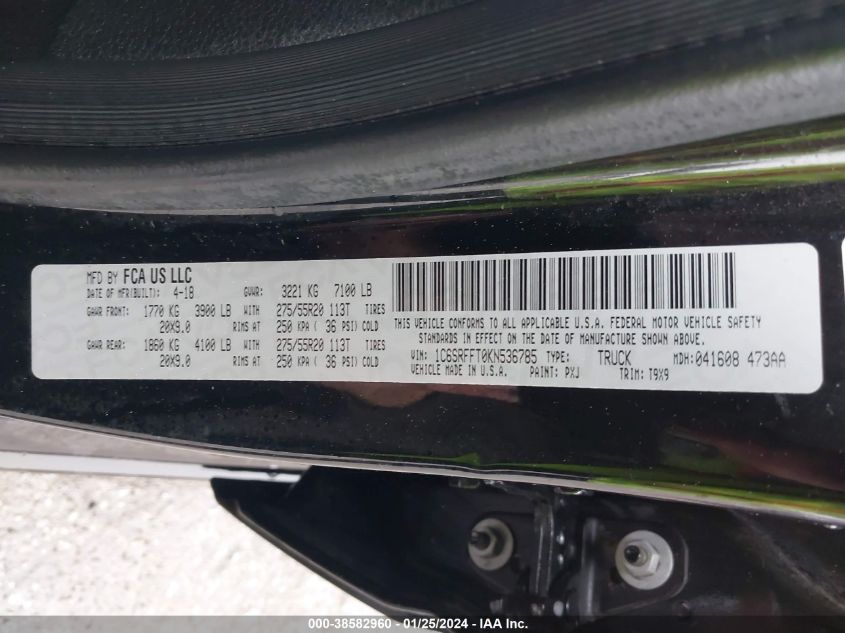 MFD BY FCA US LLC
DATE OF MFR(BUILT): 4-18 GVWR: 3221 KG 7100 LB
GAWR FRONT: 1770 KG 3900 LB WITH 275/55R20 113T TIRES
20X9.0 RIMS AT 250 KPA ( 36 PSI) COLD
GAWR REAR: 1860 KG 4100 LB WITH 275/55R20 113T TIRES
20X9.0 RIMS AT 250 KPA ( 36 PSI) COLD
THIS VEHICLE CONFORMS TO ALL APPLICABLE U.S.A. FEDERAL MOTOR VEHICLE SAFETY
STANDARDS IN EFFECT ON THE DATE OF MANUFACTURE SHOWN ABOVE.
VIN: 1C6SRFFT0KN536785 TYPE: TRUCK MDH: 041608 473AA
VEHICLE MADE IN U.S.A. PAINT: PXJ TRIM: T9X9
000-38582960 - 01/25/2024 - IAA Inc.